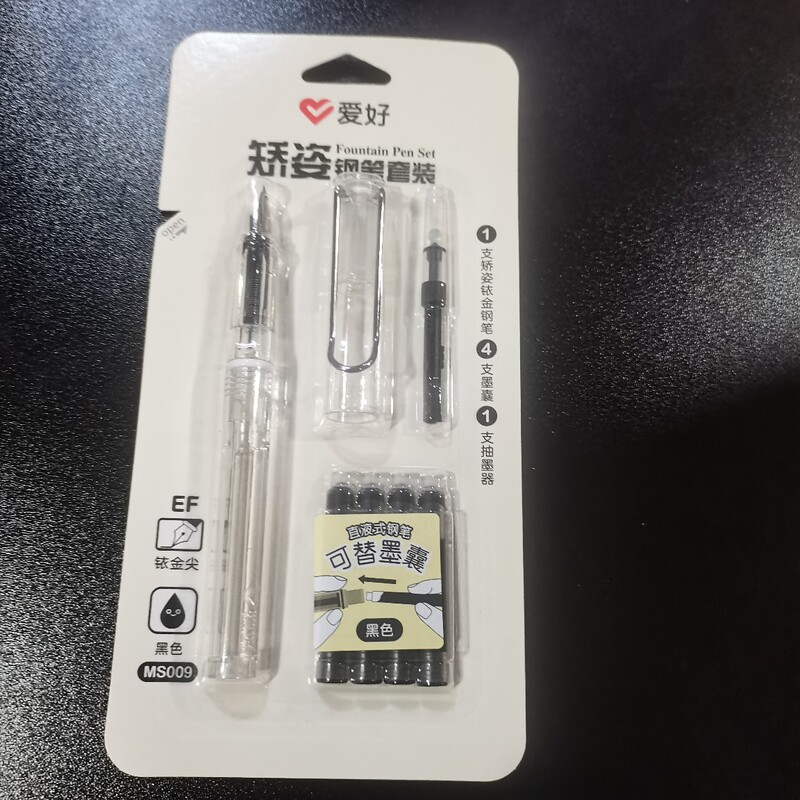 爱好
矫姿
Fountain Pen Set
钢笔套装
open
1
支矫姿铱金钢笔
4
支墨囊
1
支抽墨器
EF
铱金尖
黑色
MS009
直液式钢笔
可替墨囊
黑色